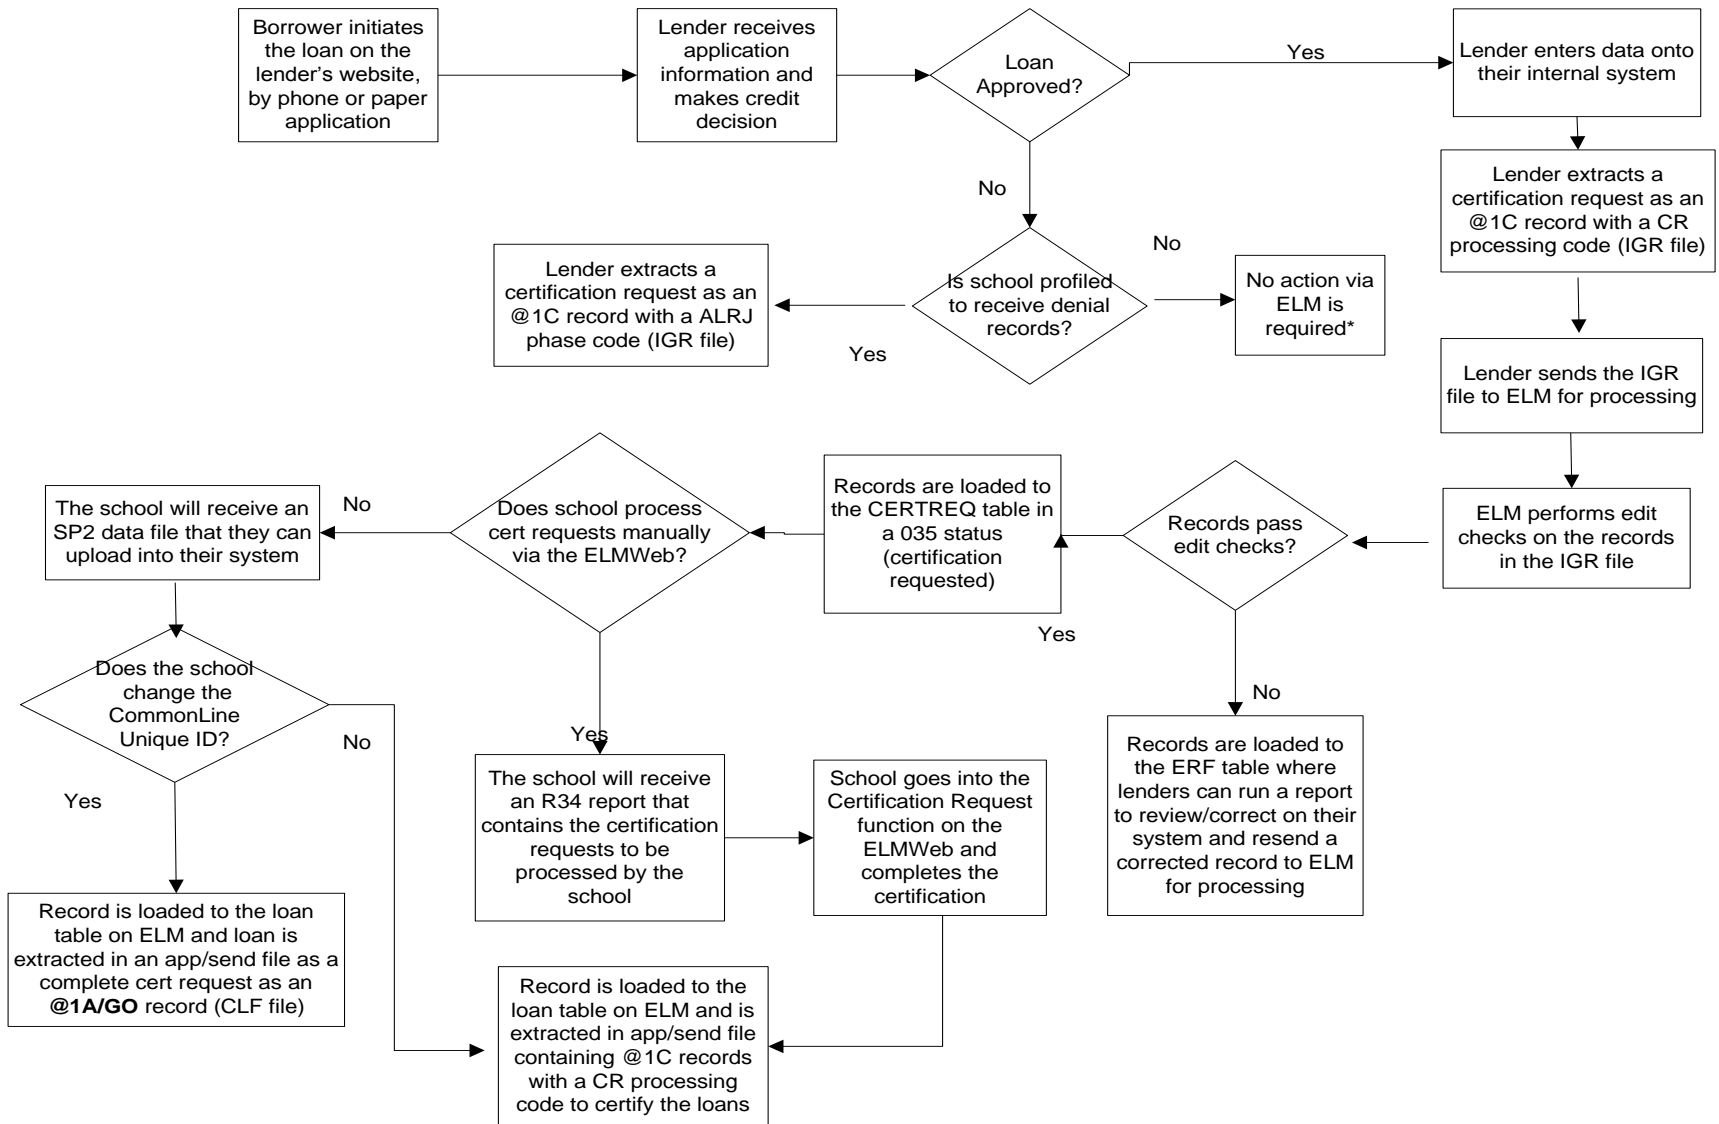 Borrower initiates
the loan on the
lender's website,
by phone or paper
application
Lender receives
application
information and
makes credit
decision
Loan
Approved?
Yes
Lender enters data onto
their internal system
No
Lender extracts a
certification request as an
@1C record with a CR
processing code (IGR file)
Is school profiled
to receive denial
records?
No
No action via
ELM is
required*
Yes
Lender extracts a
certification request as an
@1C record with a ALRJ
phase code (IGR file)
Lender sends the IGR
file to ELM for processing
ELM performs edit
checks on the records
in the IGR file
Records pass
edit checks?
Yes
No
Records are loaded to
the CERTREQ table in
a 035 status
(certification
requested)
Does school process
cert requests manually
via the ELMWeb?
No
The school will receive an
SP2 data file that they can
upload into their system
Does the school
change the
CommonLine
Unique ID?
No
Yes
Yes
The school will receive
an R34 report that
contains the certification
requests to be
processed by the
school
School goes into the
Certification Request
function on the
ELMWeb and
completes the
certification
Records are loaded to
the ERF table where
lenders can run a report
to review/correct on their
system and resend a
corrected record to ELM
for processing
Record is loaded to the loan
table on ELM and loan is
extracted in an app/send file as a
complete cert request as an
@1A/GO record (CLF file)
Record is loaded to the
loan table on ELM and is
extracted in app/send file
containing @1C records
with a CR processing
code to certify the loans